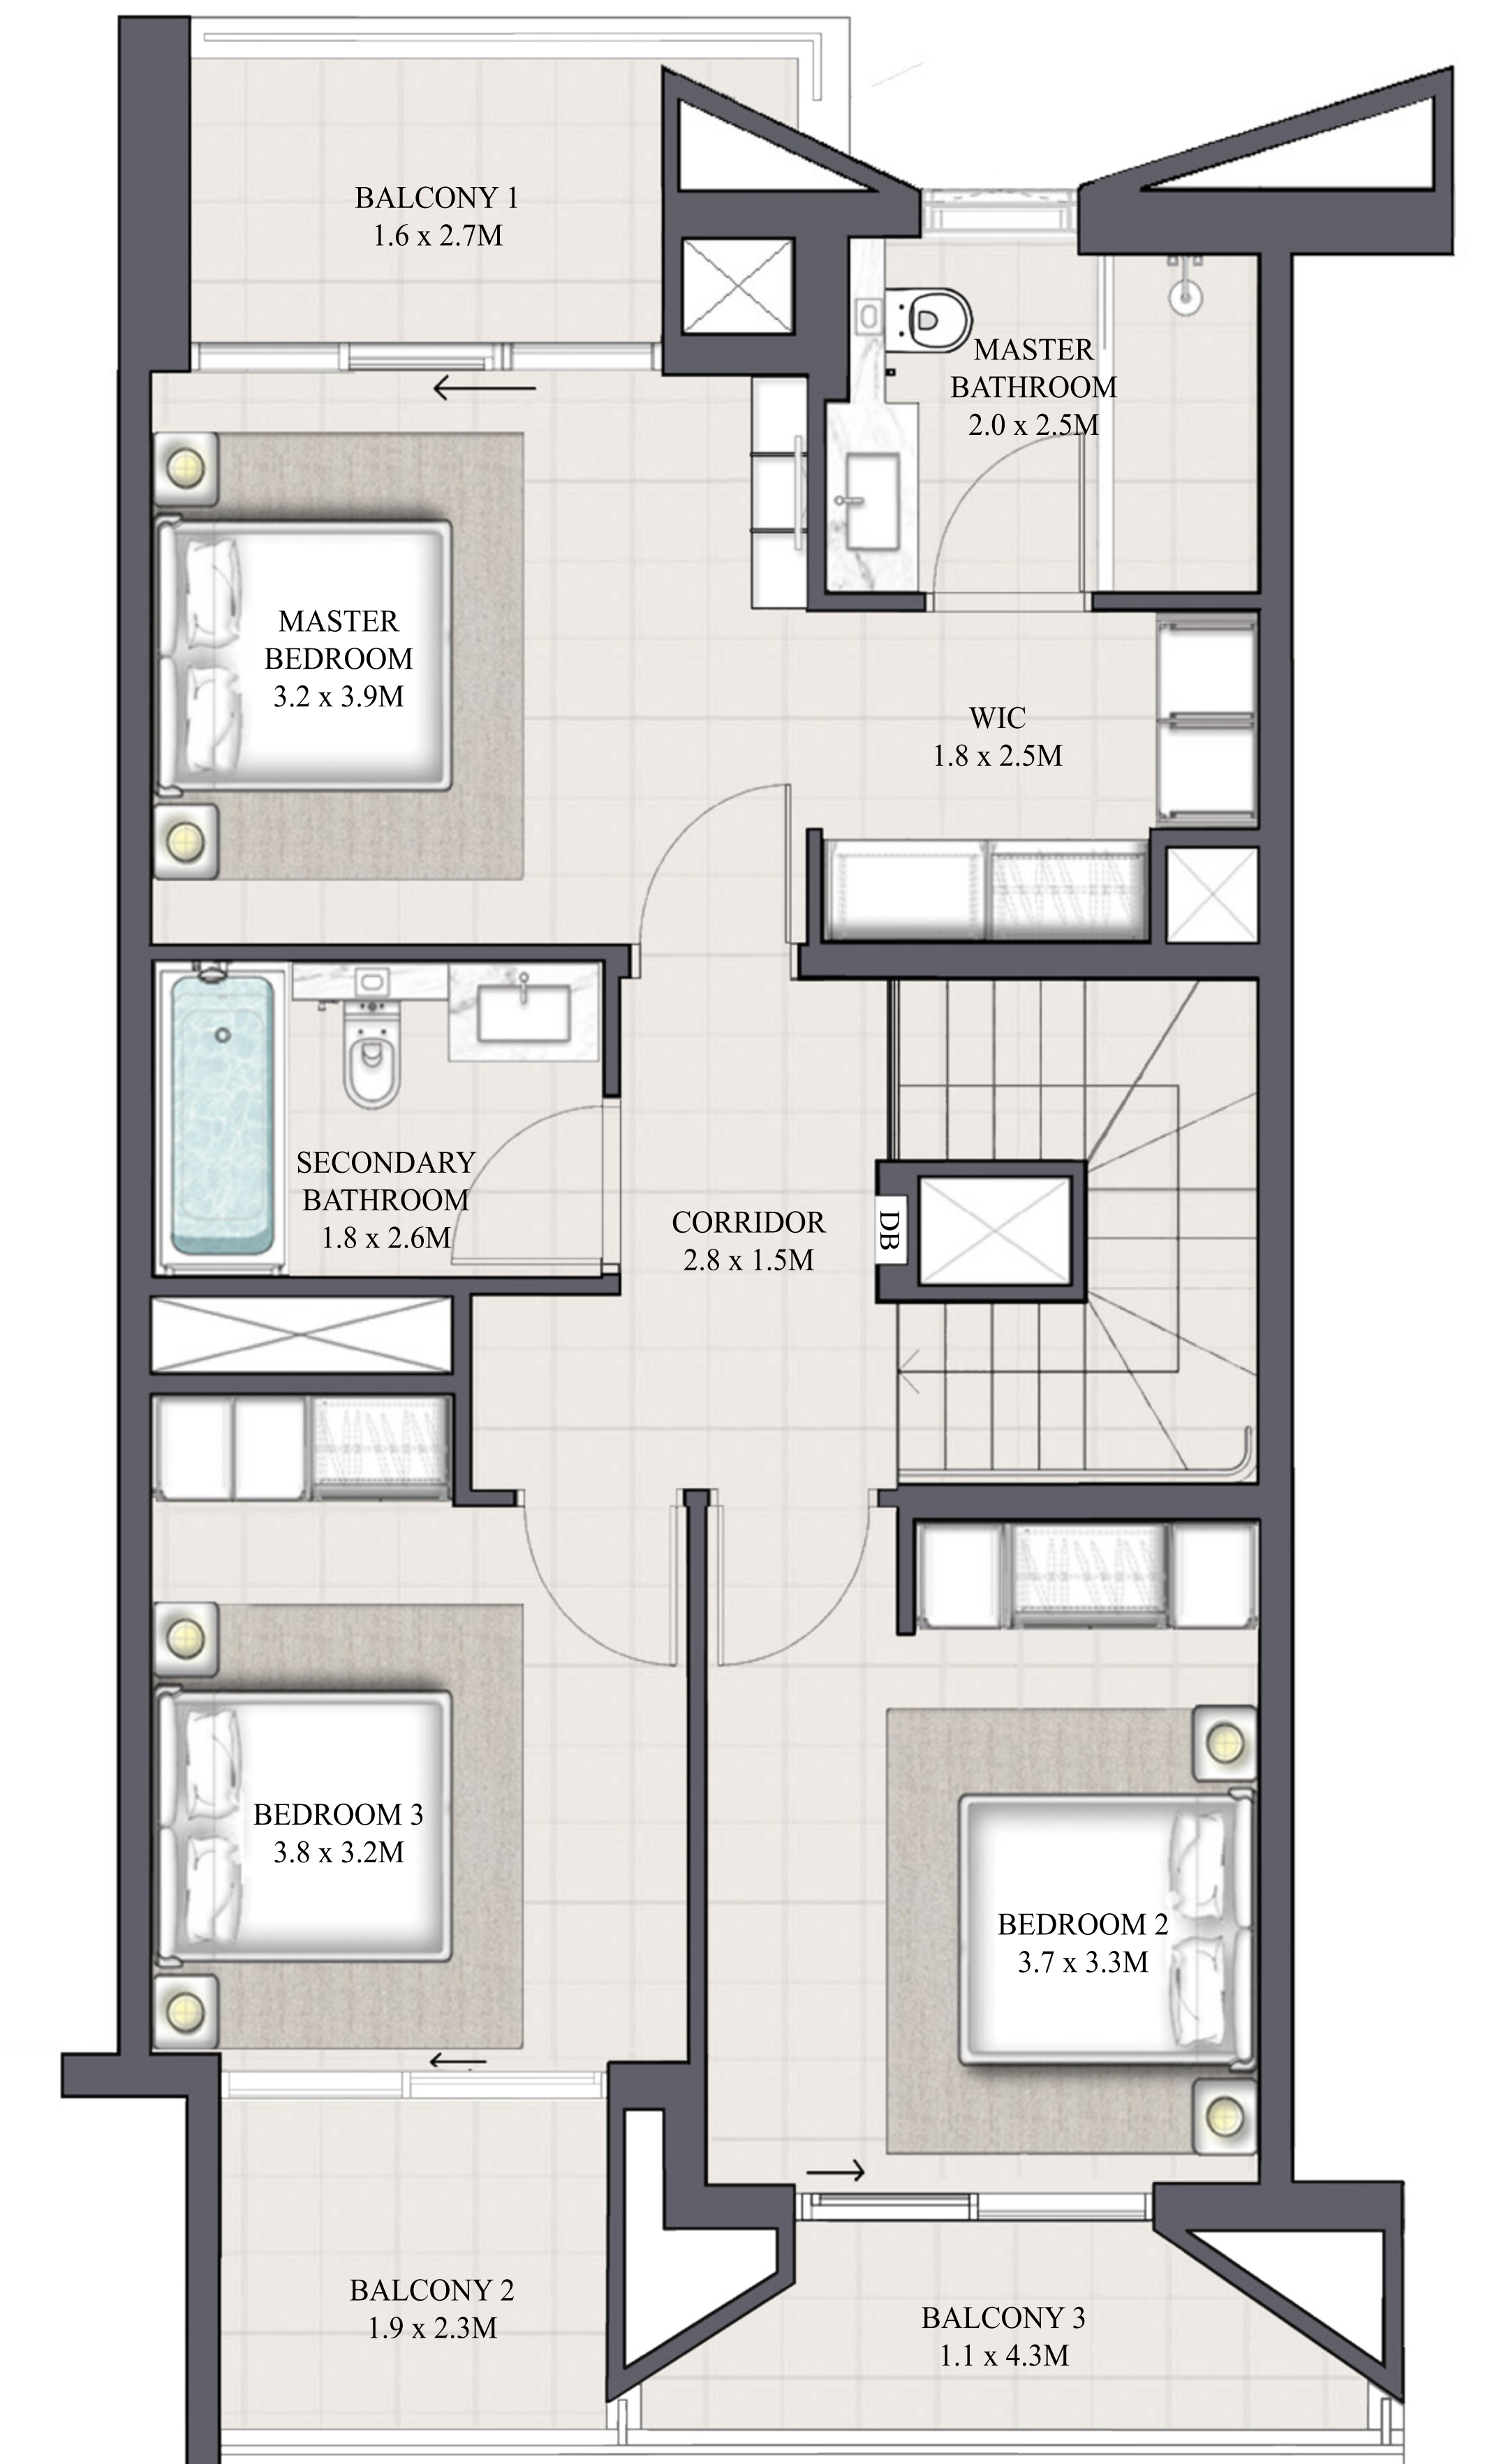 BALCONY 1
1.6 x 2.7M
MASTER
BATHROOM
2.0 x 2.5M
MASTER
BEDROOM
3.2 x 3.9M
WIC
1.8 x 2.5M
SECONDARY
BATHROOM
1.8 x 2.6M
CORRIDOR
2.8 x 1.5M
DB
BEDROOM 3
3.8 x 3.2M
BEDROOM 2
3.7 x 3.3M
BALCONY 2
1.9 x 2.3M
BALCONY 3
1.1 x 4.3M